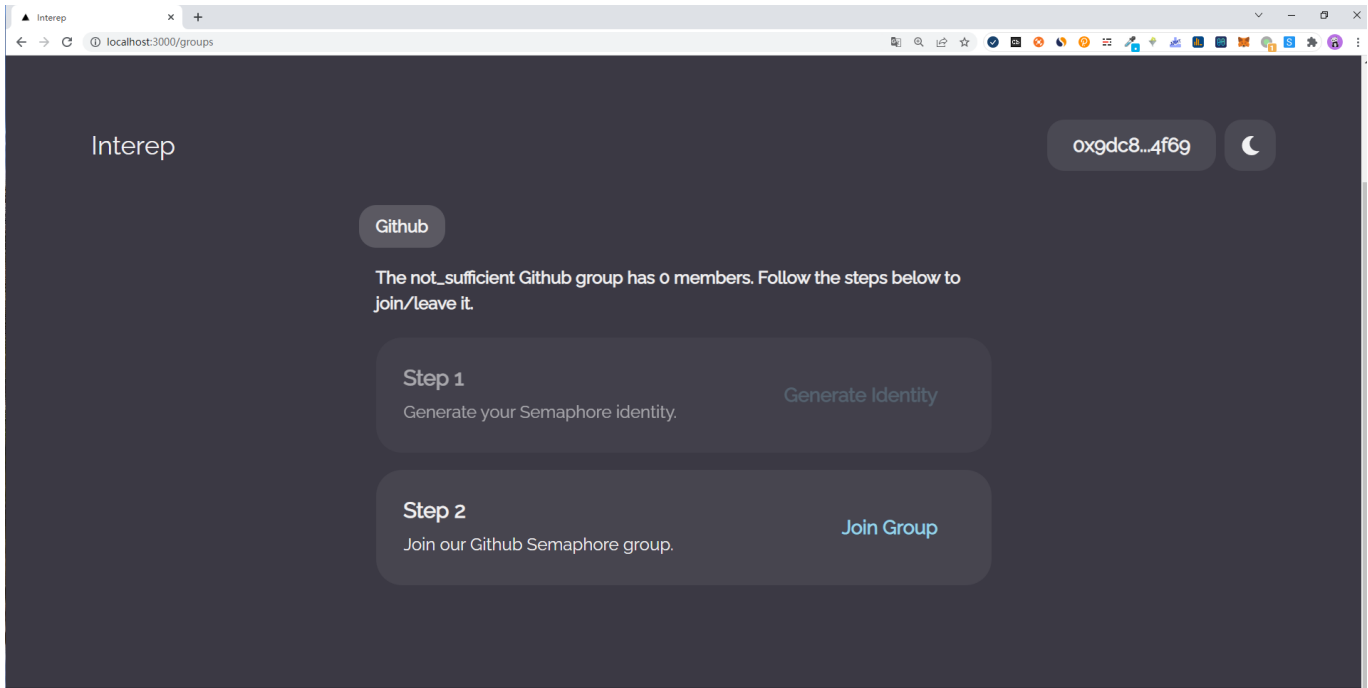 Interep
localhost:3000/groups
Interep
0x9dc8...4f69
Github
The not_sufficient Github group has 0 members. Follow the steps below to
join/leave it.
Step 1
Generate your Semaphore identity.
Generate Identity
Step 2
Join our Github Semaphore group.
Join Group